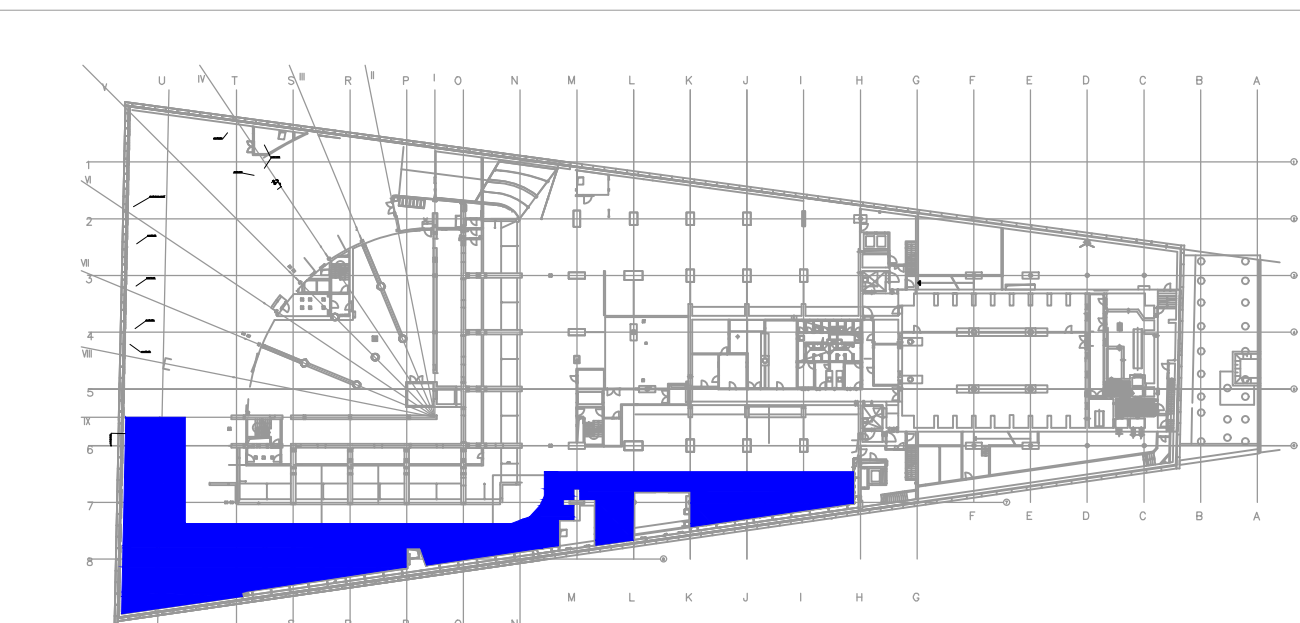 V U IV T S III R II P I O N M L K J I H G F E D C B A
1
VI
2
VII
3
4
VIII
5
IX
6
7
8
F E D C B A
M L K J I H G